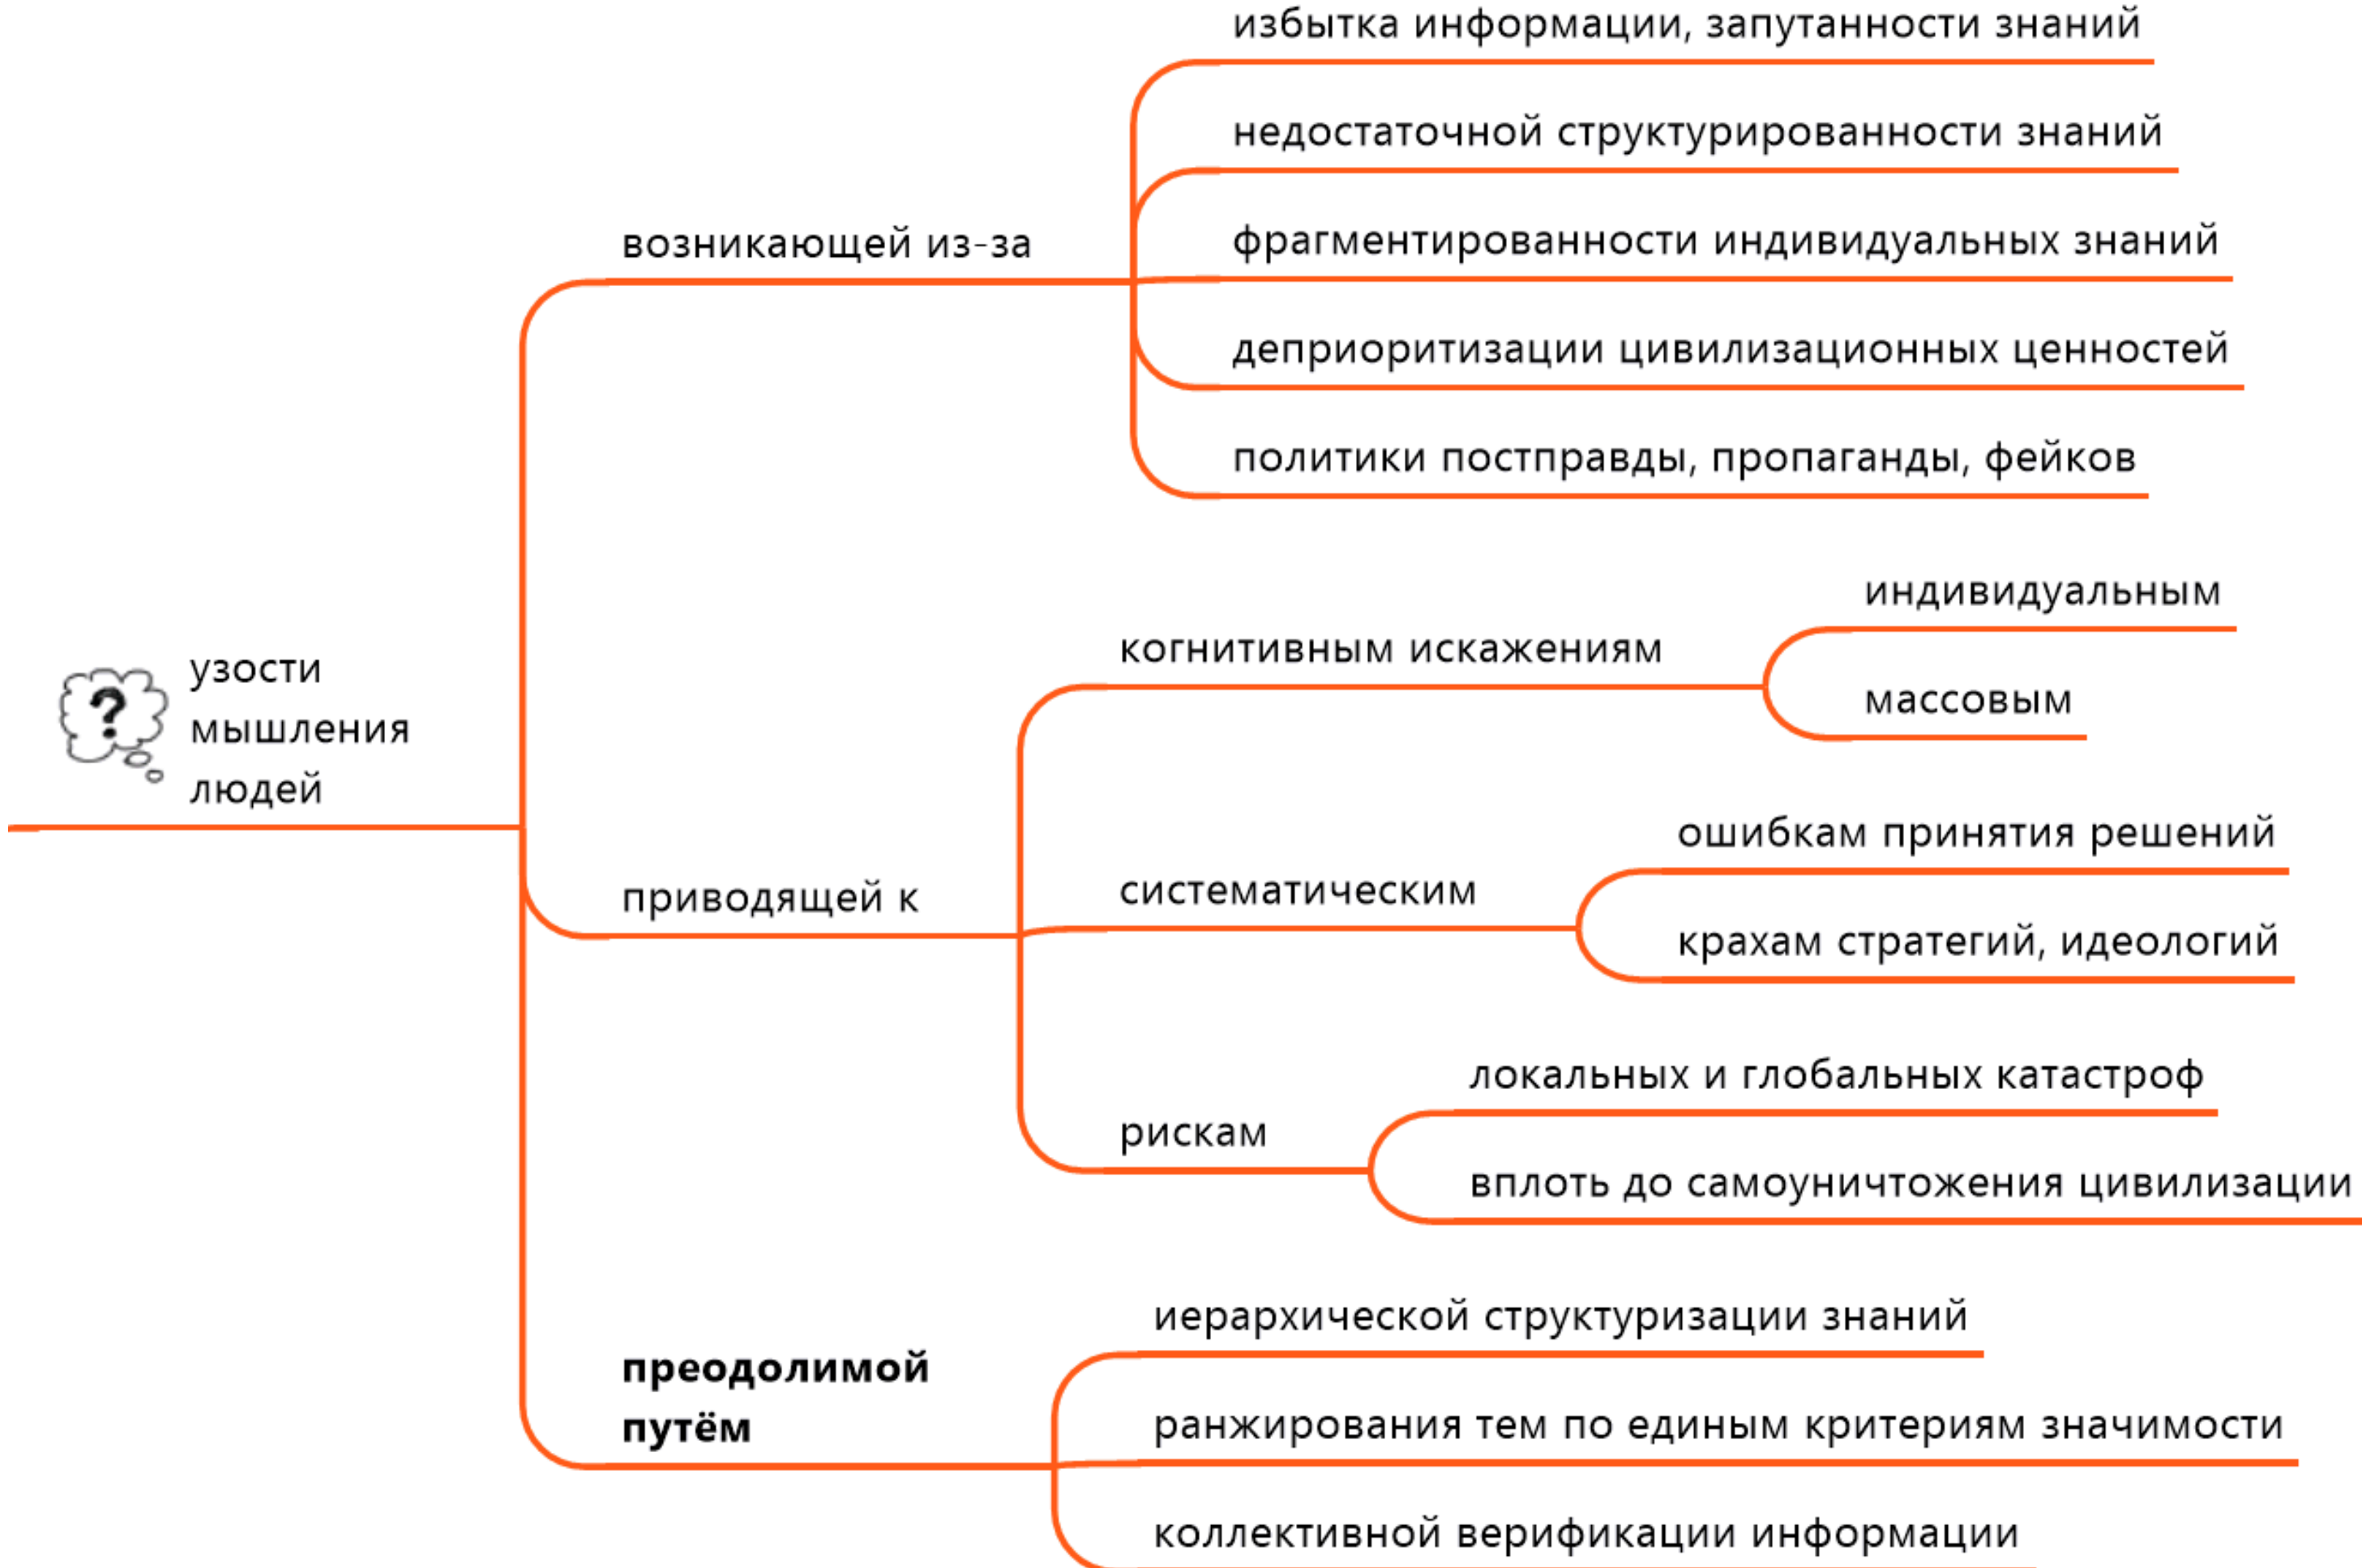 избытка информации, запутанности знаний
недостаточной структурированности знаний
возникающей из-за
фрагментированности индивидуальных знаний
деприоритизации цивилизационных ценностей
политики постправды, пропаганды, фейков
?
узости
мышления
людей
индивидуальным
когнитивным искажениям
массовым
ошибкам принятия решений
приводящей к
систематическим
крахам стратегий, идеологий
локальных и глобальных катастроф
рискам
вплоть до самоуничтожения цивилизации
иерархической структуризации знаний
преодолимой
путём
ранжирования тем по единым критериям значимости
коллективной верификации информации